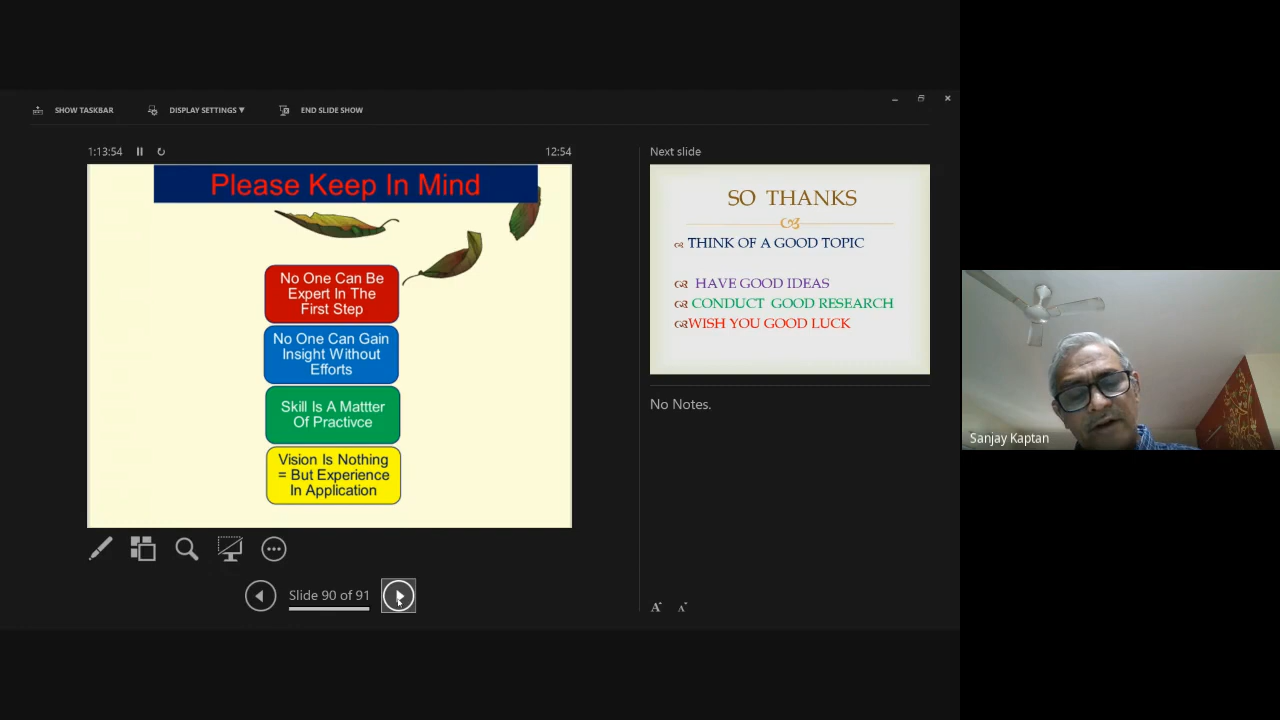 SHOW TASKBAR
DISPLAY SETTINGS ▼
END SLIDE SHOW
1:13:54
12:54
Please Keep In Mind
No One Can Be
Expert In The
First Step
No One Can Gain
Insight Without
Efforts
Skill Is A Mattter
Of Practivce
Vision Is Nothing
= But Experience
In Application
Slide 90 of 91
Next slide
SO THANKS
THINK OF A GOOD TOPIC
HAVE GOOD IDEAS
CONDUCT GOOD RESEARCH
WISH YOU GOOD LUCK
No Notes.
A A
Sanjay Kaptan